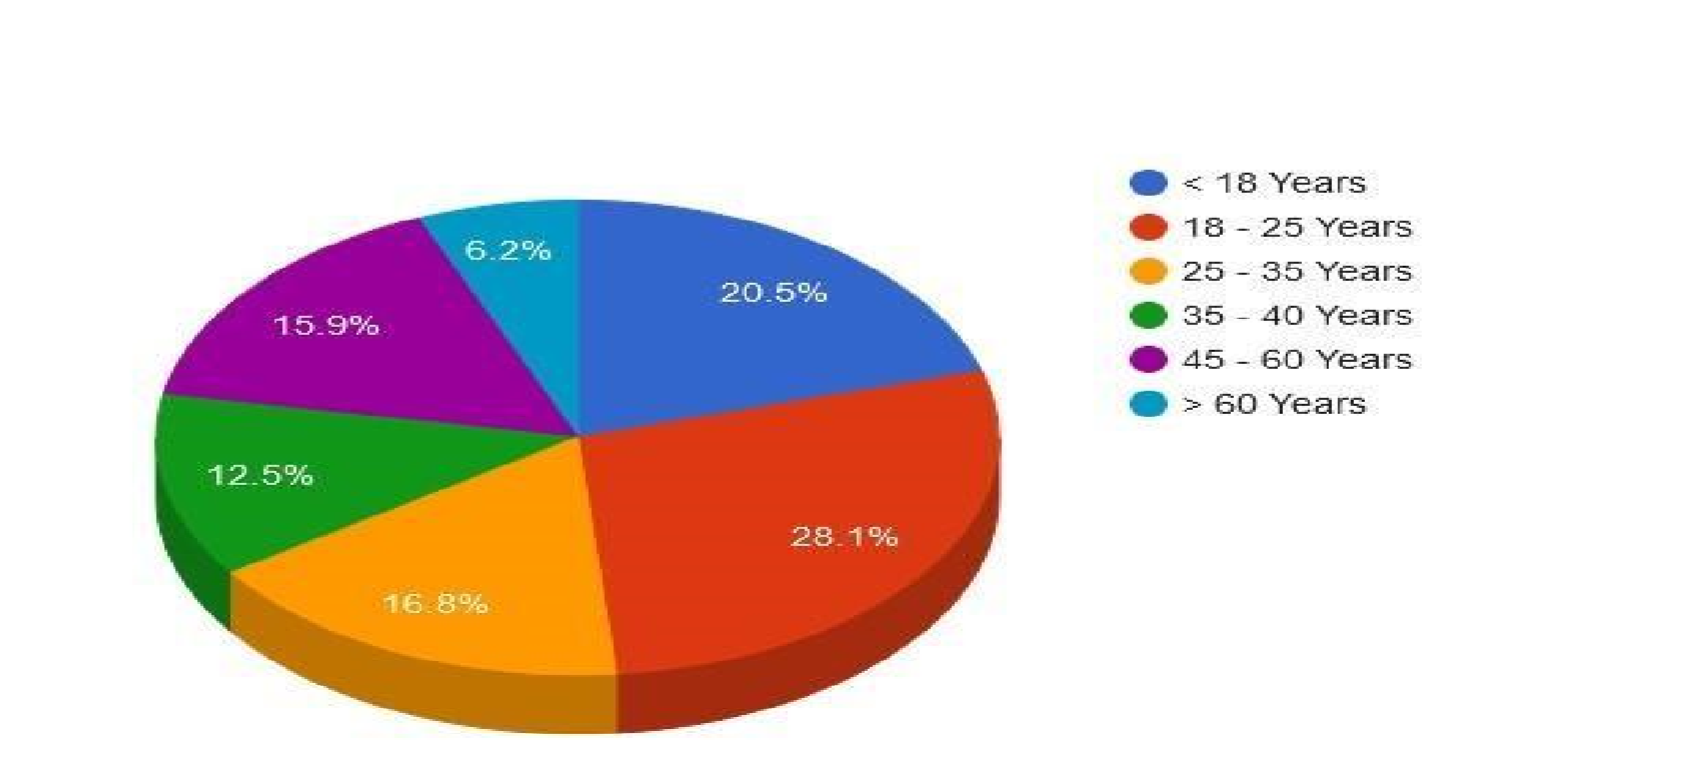 < 18 Years
18 - 25 Years
25 - 35 Years
35 - 40 Years
45 - 60 Years
> 60 Years
6.2%
20.5%
15.9%
12.5%
28.1%
16.8%